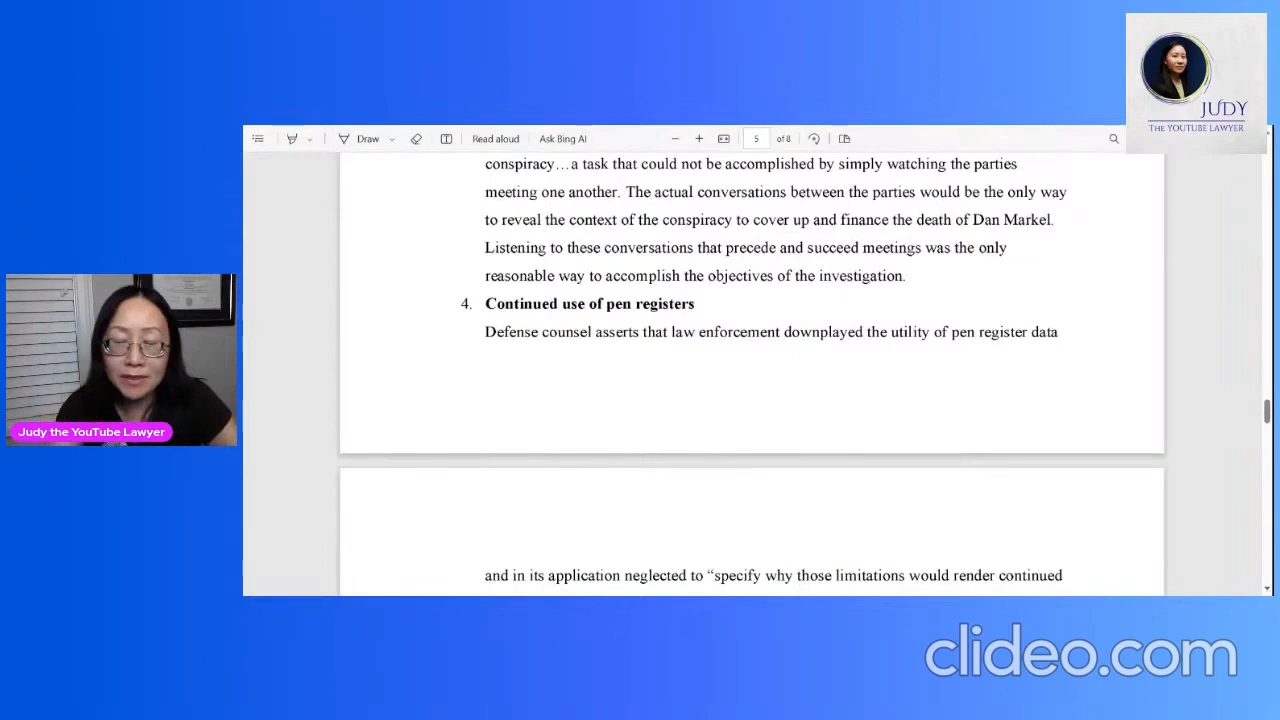 JUDY
THE YOUTUBE LAWYER
Draw
Read aloud
Ask Bing AI
5 of 8
conspiracy…a task that could not be accomplished by simply watching the parties
meeting one another. The actual conversations between the parties would be the only way
to reveal the context of the conspiracy to cover up and finance the death of Dan Markel.
Listening to these conversations that precede and succeed meetings was the only
reasonable way to accomplish the objectives of the investigation.
4. Continued use of pen registers
Defense counsel asserts that law enforcement downplayed the utility of pen register data
and in its application neglected to “specify why those limitations would render continued
Judy the YouTube Lawyer
clideo.com